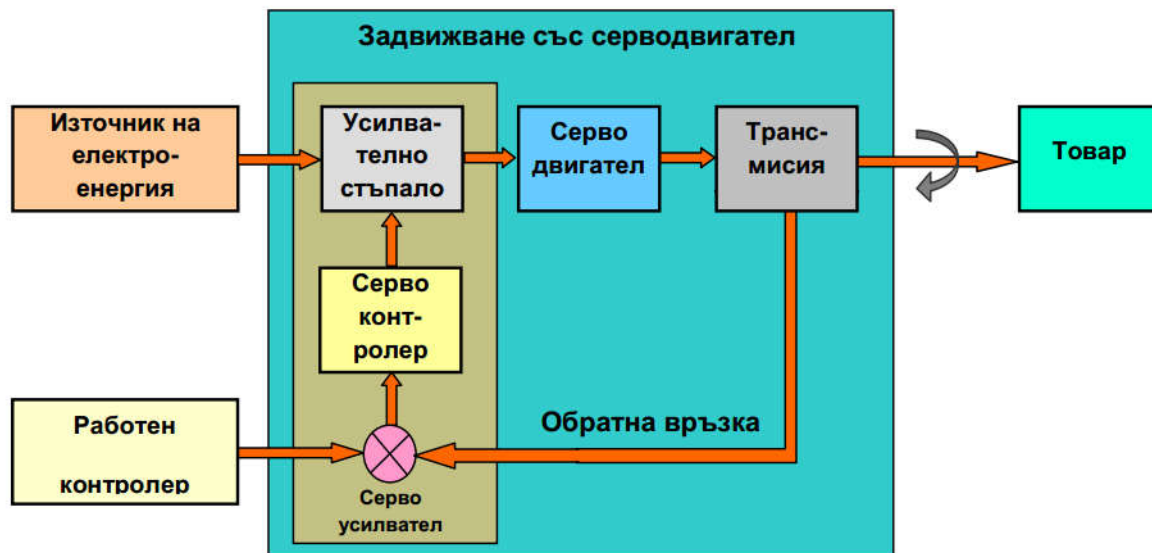 Задвижване със серводвигател
Източник на
електро-
енергия
Усилва-
телно
стъпало
Серво
двигател
Транс-
мисия
Товар
Серво
конт-
ролер
Работен
контролер
Обратна връзка
Серво
усилвател